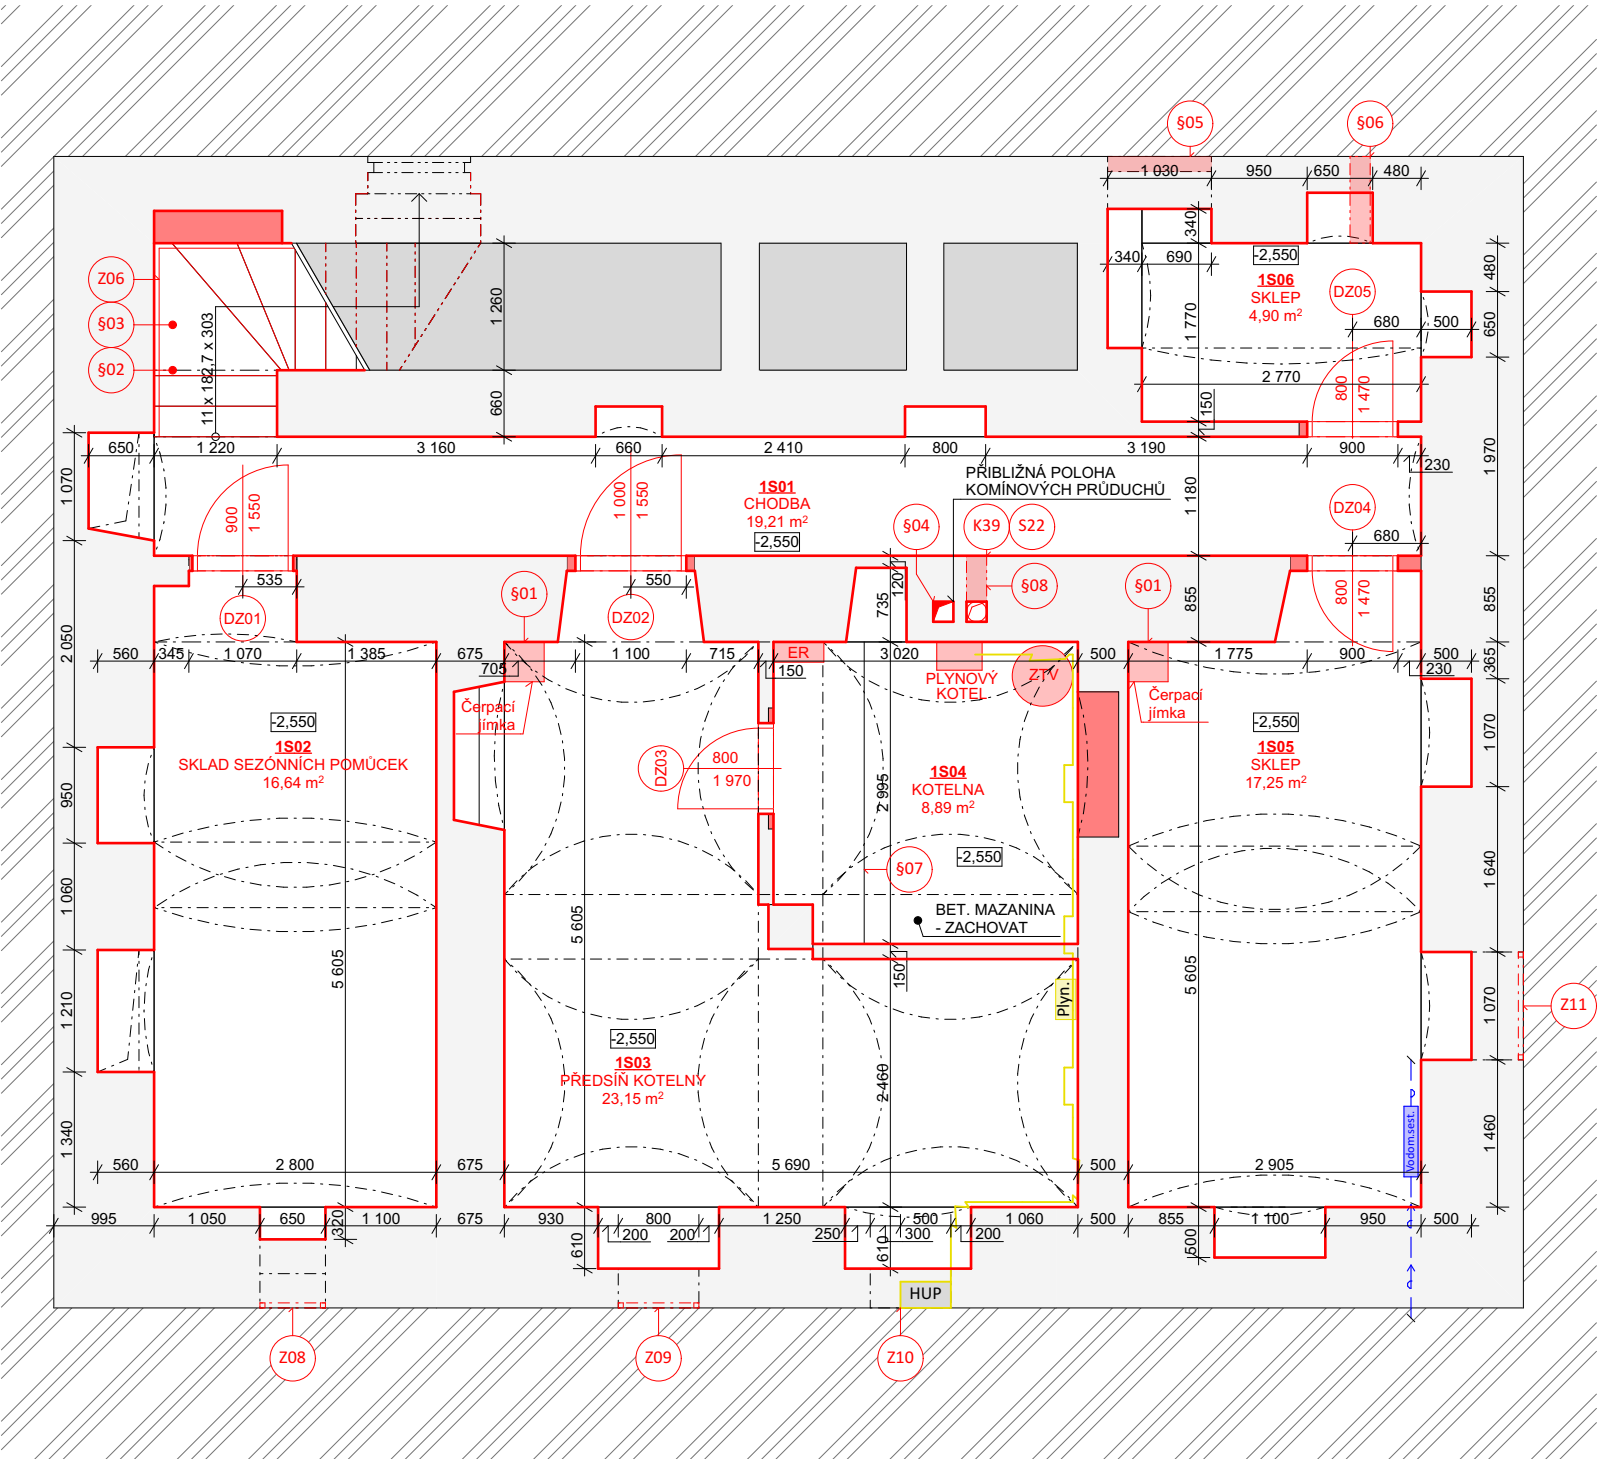 §05
§06
1 030
950
650
480
340
340
690
-2,550
1S06
SKLEP
4,90 m²
DZ05
680
500
480
650
1 770
2 770
800
1 470
150
Z06
§03
§02
11 x 182,7 x 303
1 260
660
650
1 220
3 160
660
2 410
800
3 190
900
230
1 070
1 970
1 180
900
1 550
1 000
1 550
1S01
CHODBA
19,21 m²
-2,550
PŘIBLIŽNÁ POLOHA
KOMÍNOVÝCH PRŮDUCHŮ
§04
K39
S22
DZ04
680
535
550
§01
120
735
§08
§01
855
800
1 470
855
DZ01
DZ02
2 050
560
345
1 070
1 385
675
705
1 100
715
150
ER
3 020
PLYNOVÝ
KOTEL
ZTV
500
1 775
900
230
500
365
Čerpací
jímka
Čerpací
jímka
-2,550
1S02
SKLAD SEZÓNNÍCH POMŮCEK
16,64 m²
DZ03
800
1 970
1S04
KOTELNA
8,89 m²
2 995
-2,550
§07
-2,550
1S05
SKLEP
17,25 m²
1 070
950
1 060
1 640
BET. MAZANINA
- ZACHOVAT
5 605
5 605
5 605
150
Plyn.
1 210
1 070
Z11
-2,550
1S03
PŘEDSÍŇ KOTELNY
23,15 m²
2 460
1 340
1 460
Vodom.sest.
560
2 800
675
5 690
500
2 905
995
1 050
650
320
1 100
675
930
610
200
800
200
1 250
250
610
500
300
200
1 060
500
855
500
1 100
950
500
HUP
Z08
Z09
Z10